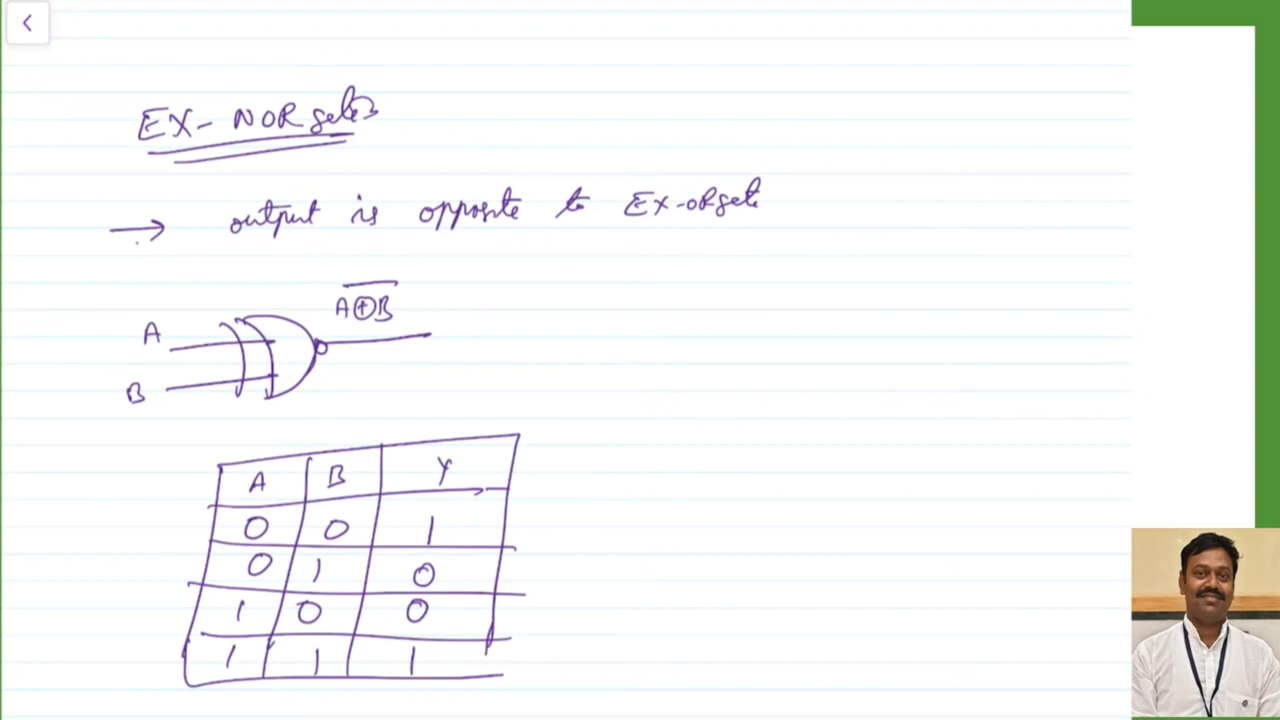 EX-NOR gates
→ output is opposite to EX-OR gate
A⊕B̅
A
B
A B Y
0 0 1
0 1 0
1 0 0
1 1 1